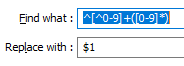 Find what : ^[^0-9]+([0-9]*)
Replace with : $1